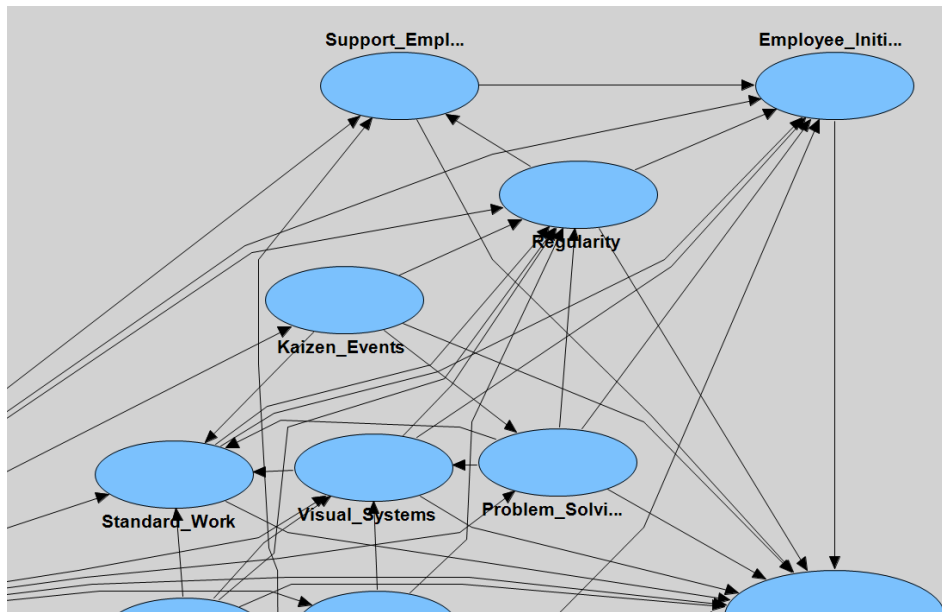 Support_Empl...
Employee_Initi...
Regularity
Kaizen_Events
Standard_Work
Visual_Systems
Problem_Solvi...